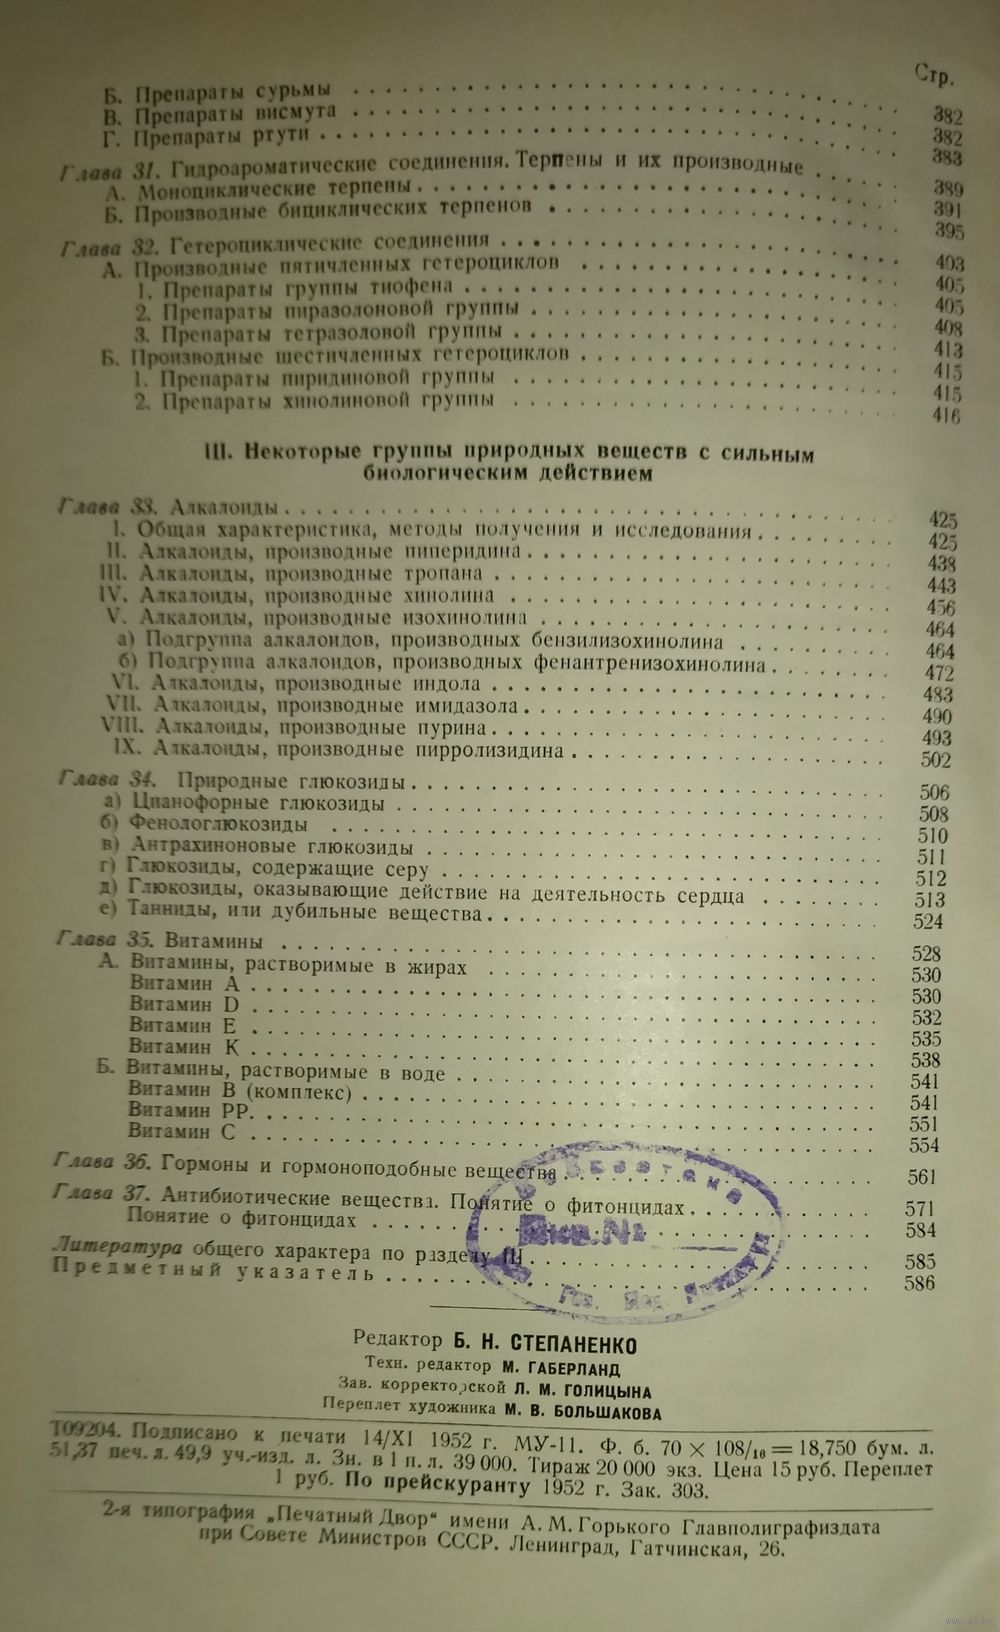 Стр.
Б. Препараты сурьмы 382
В. Препараты висмута 382
Г. Препараты ртути 383
Глава 31. Гидроароматические соединения. Терпены и их производные 389
А. Моноциклические терпены 391
Б. Производные бициклических терпенов 395
Глава 32. Гетероциклические соединения 403
А. Производные пятичленных гетероциклов 405
1. Препараты группы тиофена 405
2. Препараты пиразолоновой группы 408
3. Препараты тетразоловой группы 413
Б. Производные шестичленных гетероциклов 415
1. Препараты пиридиновой группы 415
2. Препараты хинолиновой группы 416
III. Некоторые группы природных веществ с сильным
биологическим действием
Глава 33. Алкалоиды 425
I. Общая характеристика, методы получения и исследования 425
II. Алкалоиды, производные пиперидина 438
III. Алкалоиды, производные тропана 443
IV. Алкалоиды, производные хинолина 456
V. Алкалоиды, производные изохинолина 464
а) Подгруппа алкалоидов, производных бензилизохинолина 464
б) Подгруппа алкалоидов, производных фенантренизохинолина 472
VI. Алкалоиды, производные индола 483
VII. Алкалоиды, производные имидазола 490
VIII. Алкалоиды, производные пурина 493
IX. Алкалоиды, производные пирролизидина 502
Глава 34. Природные глюкозиды 506
а) Цианофорные глюкозиды 508
б) Фенологлюкозиды 510
в) Антрахиноновые глюкозиды 511
г) Глюкозиды, содержащие серу 512
д) Глюкозиды, оказывающие действие на деятельность сердца 513
е) Танниды, или дубильные вещества 524
Глава 35. Витамины 528
А. Витамины, растворимые в жирах 530
Витамин А 530
Витамин D 532
Витамин Е 535
Витамин К 538
Б. Витамины, растворимые в воде 541
Витамин В (комплекс) 541
Витамин РР. 551
Витамин С 554
Глава 36. Гормоны и гормоноподобные вещества 561
Глава 37. Антибиотические вещества. Понятие о фитонцидах 571
Понятие о фитонцидах 584
Литература общего характера по разделу III 585
Предметный указатель 586
Инв. №
Редактор Б. Н. СТЕПАНЕНКО
Техн. редактор М. ГАБЕРЛАНД
Зав. корректорской Л. М. ГОЛИЦЫНА
Переплет художника М. В. БОЛЬШАКОВА
Т09204. Подписано к печати 14/XI 1952 г. МУ-11. Ф. б. 70 × 108/16 = 18,750 бум. л.
51,37 печ. л. 49,9 уч.-изд. л. Зн. в 1 п. л. 39 000. Тираж 20 000 экз. Цена 15 руб. Переплет
1 руб. По прейскуранту 1952 г. Зак. 303.
2-я типография „Печатный Двор“ имени А. М. Горького Главполиграфиздата
при Совете Министров СССР. Ленинград, Гатчинская, 26.